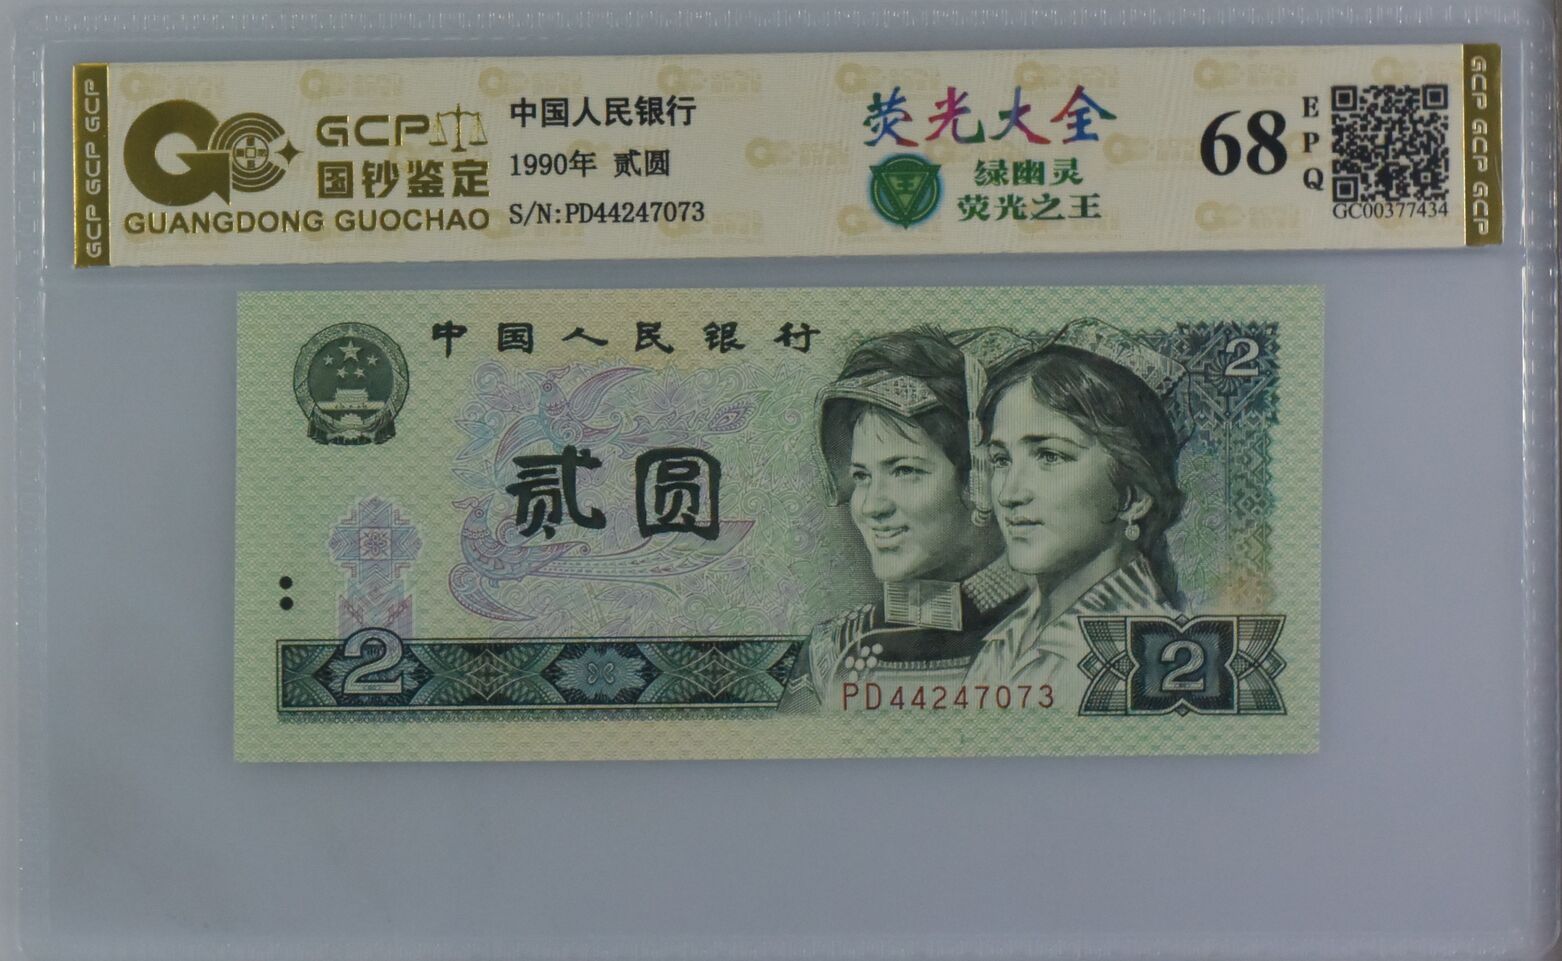 GCP GCP
GCP
国钞鉴定
GUANGDONG GUOCHAO
中国人民银行
1990年 贰圆
S/N:PD44247073
荧光大全
王
绿幽灵
荧光之王
68
EPQ
GC00377434
GCP GCP GCP
中国人民银行
2
贰圆
2
PD44247073
2